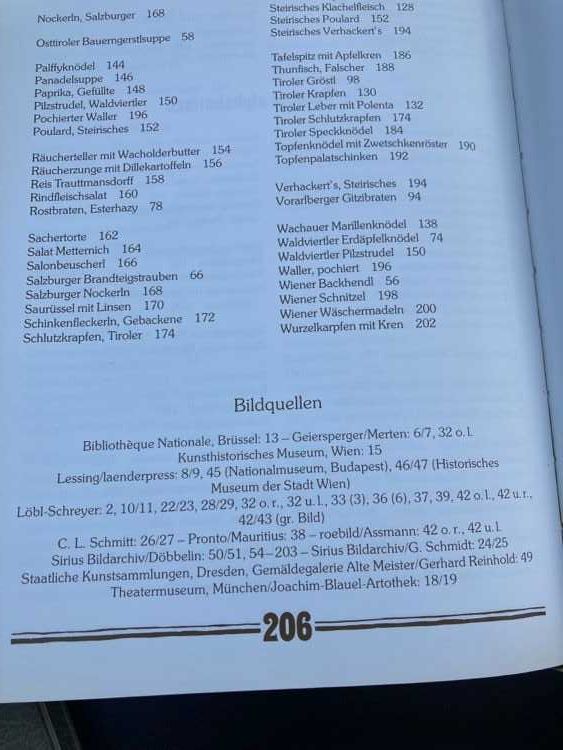 Nockerln, Salzburger 168
Osttiroler Bauerngerstlsuppe 58
Palffyknödel 144
Panadelsuppe 146
Paprika, Gefüllte 148
Pilzstrudel, Waldviertler 150
Pochierter Waller 196
Poulard, Steirisches 152
Räucherteller mit Wacholderbutter 154
Räucherzunge mit Dillekartoffeln 156
Reis Trauttmansdorff 158
Rindfleischsalat 160
Rostbraten, Esterhazy 78
Sachertorte 162
Salat Metternich 164
Salonbeuscherl 166
Salzburger Brandteigstrauben 66
Salzburger Nockerln 168
Saurüssel mit Linsen 170
Schinkenfleckerln, Gebackene 172
Schlutzkrapfen, Tiroler 174
Steirisches Klachelfleisch 128
Steirisches Poulard 152
Steirisches Verhackert's 194
Tafelspitz mit Apfelkren 186
Thunfisch, Falscher 188
Tiroler Gröstl 98
Tiroler Krapfen 130
Tiroler Leber mit Polenta 132
Tiroler Schlutzkrapfen 174
Tiroler Speckknödel 184
Topfenknödel mit Zwetschkenröster 190
Topfenpalatschinken 192
Verhackert's, Steirisches 194
Vorarlberger Gitzibraten 94
Wachauer Marillenknödel 138
Waldviertler Erdäpfelknödel 74
Waldviertler Pilzstrudel 150
Waller, pochiert 196
Wiener Backhendl 56
Wiener Schnitzel 198
Wiener Wäschermadeln 200
Wurzelkarpfen mit Kren 202
Bildquellen
Bibliothèque Nationale, Brüssel: 13 – Geiersperger/Merten: 6/7, 32 o. l.
Kunsthistorisches Museum, Wien: 15
Lessing/laenderpress: 8/9, 45 (Nationalmuseum, Budapest), 46/47 (Historisches
Museum der Stadt Wien)
Löbl-Schreyer: 2, 10/11, 22/23, 28/29, 32 o. r., 32 u. l., 33 (3), 36 (6), 37, 39, 42 o. l., 42 u. r.,
42/43 (gr. Bild)
C. L. Schmitt: 26/27 – Pronto/Mauritius: 38 – roebild/Assmann: 42 o. r., 42 u. l.
Sirius Bildarchiv/Döbbelin: 50/51, 54–203 – Sirius Bildarchiv/G. Schmidt: 24/25
Staatliche Kunstsammlungen, Dresden, Gemäldegalerie Alte Meister/Gerhard Reinhold: 49
Theatermuseum, München/Joachim-Blauel-Artothek: 18/19
206